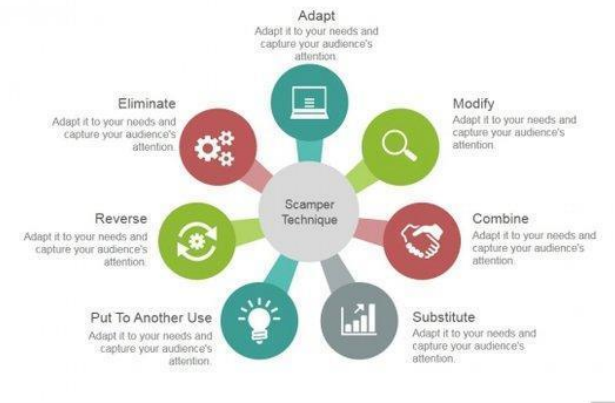 Adapt
Adapt it to your needs and
capture your audience's
attention.
Eliminate
Adapt it to your needs and
capture your audience's
attention.
Modify
Adapt it to your needs and
capture your audience's
attention.
Scamper
Technique
Reverse
Adapt it to your needs and
capture your audience's
attention.
Combine
Adapt it to your needs and
capture your audience's
attention.
Put To Another Use
Adapt it to your needs and
capture your audience's
attention.
Substitute
Adapt it to your needs and
capture your audience's
attention.